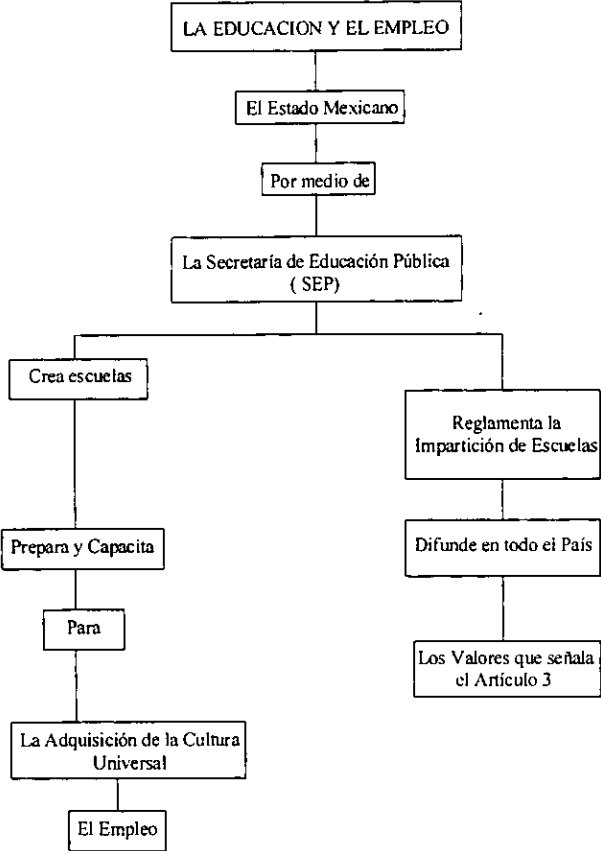 LA EDUCACION Y EL EMPLEO
El Estado Mexicano
Por medio de
La Secretaría de Educación Pública
( SEP)
Crea escuelas
Prepara y Capacita
Para
La Adquisición de la Cultura
Universal
El Empleo
Reglamenta la
Impartición de Escuelas
Difunde en todo el País
Los Valores que señala
el Artículo 3